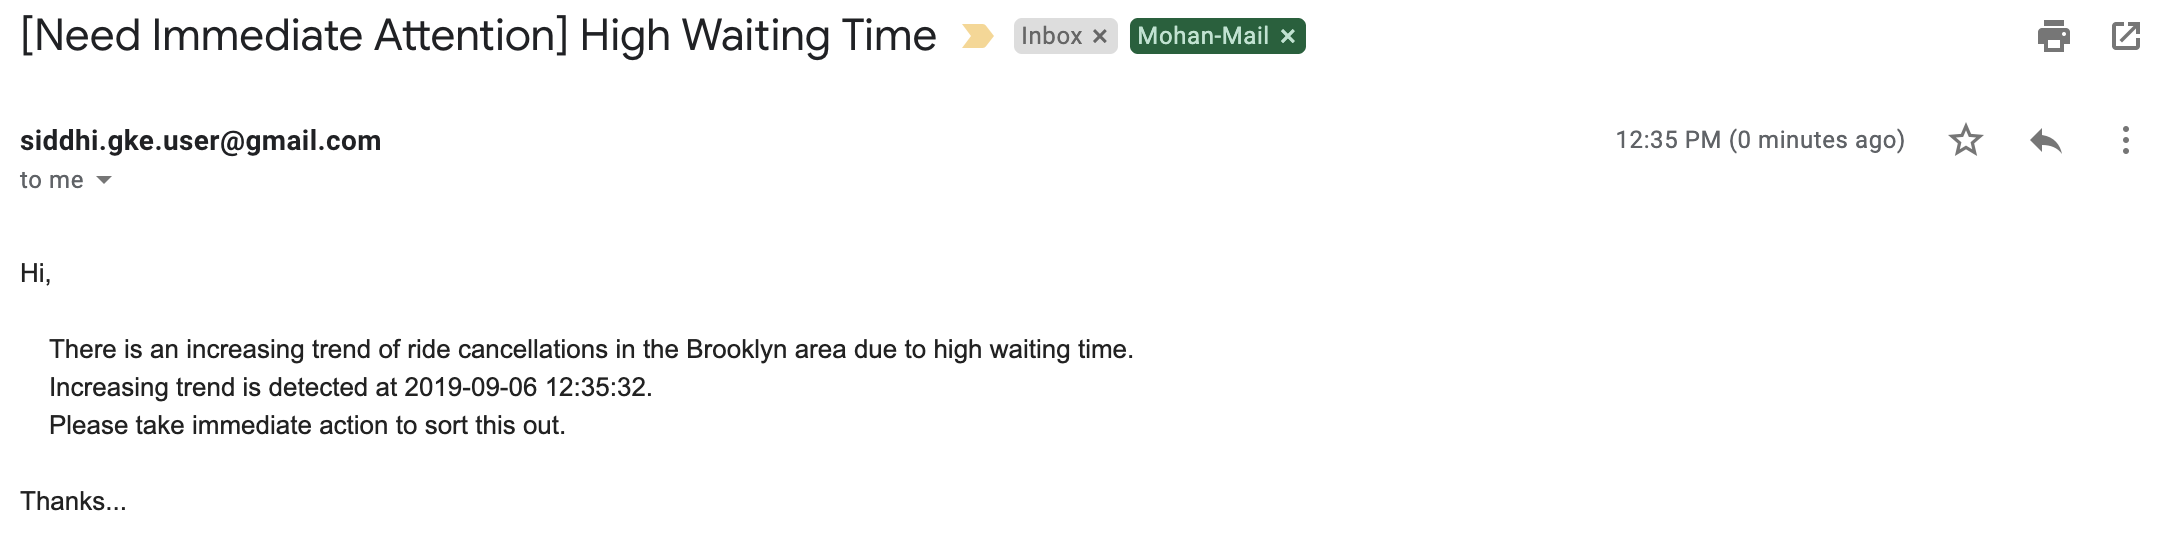 [Need Immediate Attention] High Waiting Time Inbox × Mohan-Mail ×
siddhi.gke.user@gmail.com 12:35 PM (0 minutes ago)
to me
Hi,
There is an increasing trend of ride cancellations in the Brooklyn area due to high waiting time.
Increasing trend is detected at 2019-09-06 12:35:32.
Please take immediate action to sort this out.
Thanks...